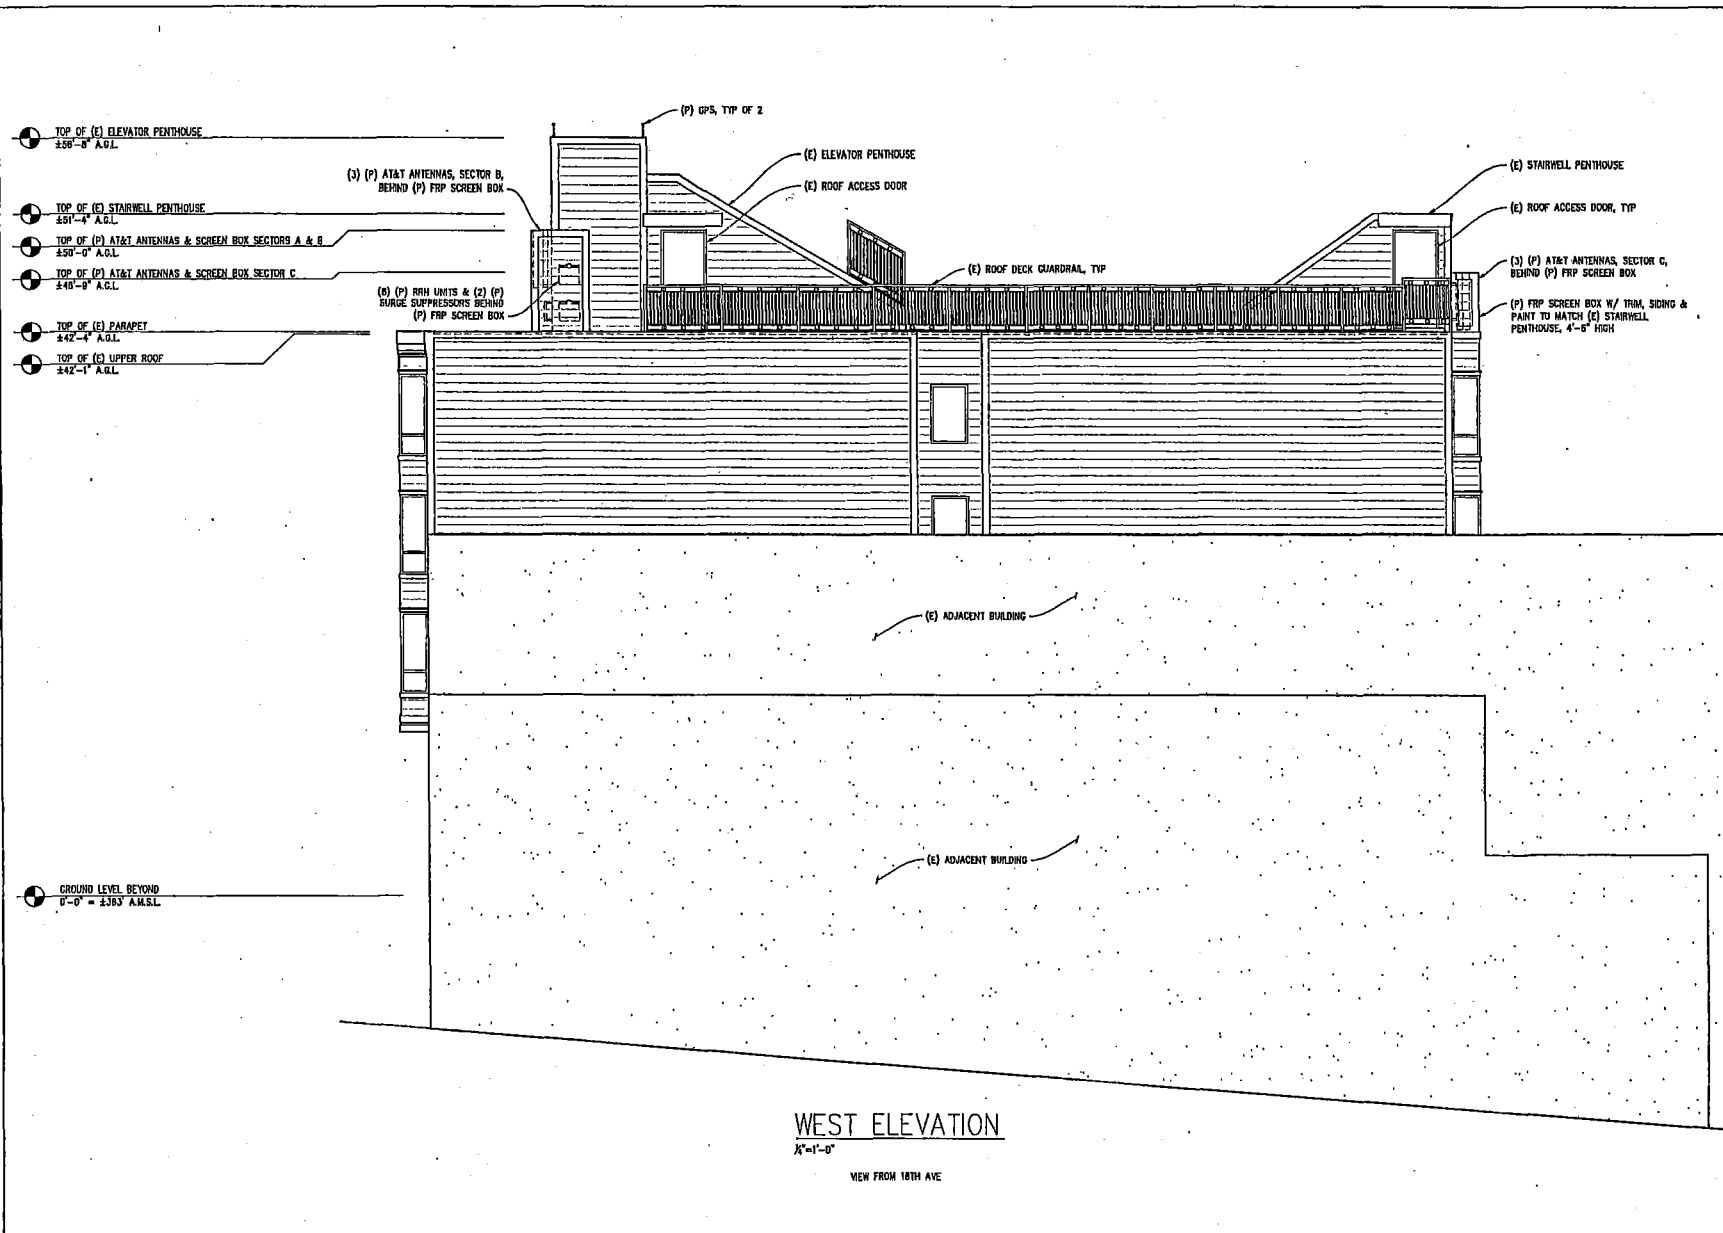 (P) GPS, TYP OF 2
TOP OF (E) ELEVATOR PENTHOUSE
±56'-8" A.G.L.
(E) ELEVATOR PENTHOUSE
(E) STAIRWELL PENTHOUSE
(3) (P) AT&T ANTENNAS, SECTOR B,
BEHIND (P) FRP SCREEN BOX
(E) ROOF ACCESS DOOR
TOP OF (E) STAIRWELL PENTHOUSE
±51'-4" A.G.L.
(E) ROOF ACCESS DOOR, TYP
TOP OF (P) AT&T ANTENNAS & SCREEN BOX SECTORS A & B
±50'-0" A.G.L.
(E) ROOF DECK GUARDRAIL, TYP
(3) (P) AT&T ANTENNAS, SECTOR C,
BEHIND (P) FRP SCREEN BOX
TOP OF (P) AT&T ANTENNAS & SCREEN BOX SECTOR C
A.G.L.
(6) (P) RRH UNITS & (2) (P)
SURGE SUPPRESSORS BEHIND
(P) FRP SCREEN BOX
(P) FRP SCREEN BOX W/ TRIM, SIDING &
PAINT TO MATCH (E) STAIRWELL
PENTHOUSE, 4'-6" HIGH
TOP OF (E) PARAPET
±42'-4" A.G.L.
TOP OF (E) UPPER ROOF
±42'-1" A.G.L.
(E) ADJACENT BUILDING
(E) ADJACENT BUILDING
GROUND LEVEL BEYOND
0'-0" = ±383' A.M.S.L.
WEST ELEVATION
=1'-0"
VIEW FROM 18TH AVE